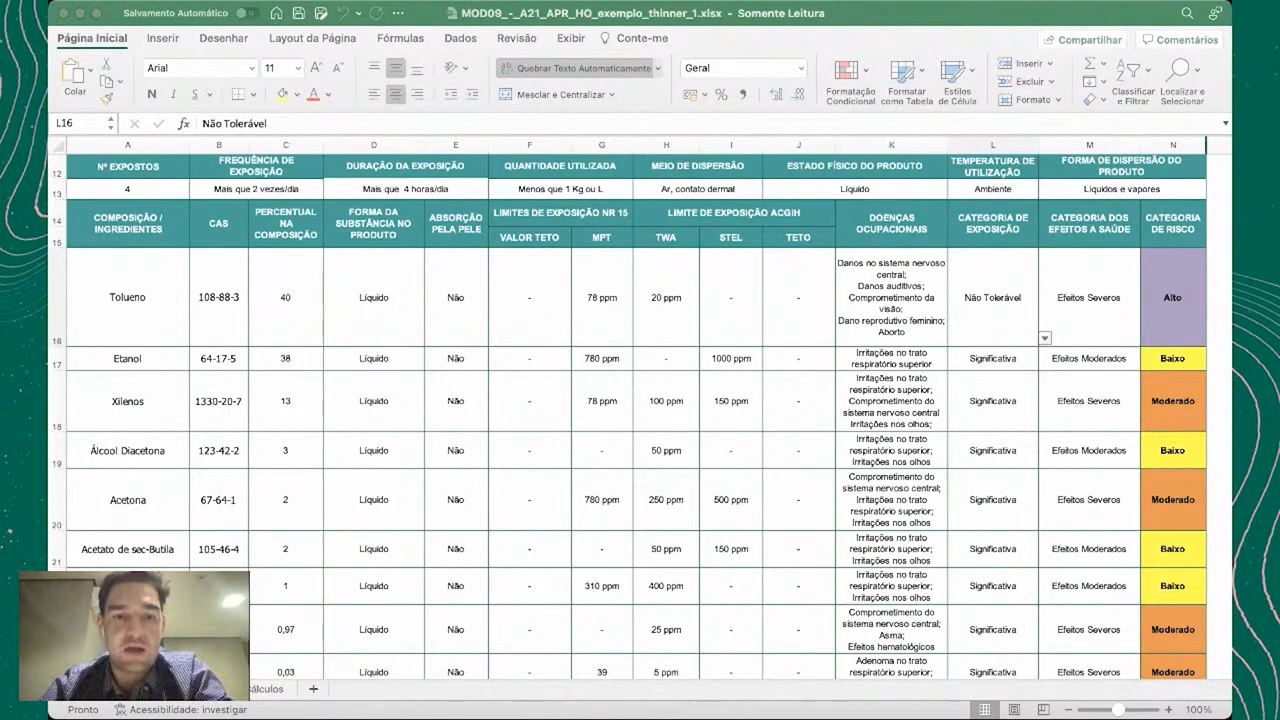 Salvamento Automático
MOD09_-_A21_APR_HO_exemplo_thinner_1.xlsx - Somente Leitura
Página Inicial Inserir Desenhar Layout da Página Fórmulas Dados Revisão Exibir Conte-me
Compartilhar Comentários
Colar
Arial 11
N I S
Quebrar Texto Automaticamente
Mesclar e Centralizar
Geral
Formatação Condicional
Formatar como Tabela
Estilos de Célula
Inserir
Excluir
Formato
Classificar e Filtrar
Localizar e Selecionar
L16 fx Não Tolerável
A B C D E F G H I J K L M N
12 Nº EXPOSTOS FREQUÊNCIA DE EXPOSIÇÃO DURAÇÃO DA EXPOSIÇÃO QUANTIDADE UTILIZADA MEIO DE DISPERSÃO ESTADO FÍSICO DO PRODUTO TEMPERATURA DE UTILIZAÇÃO FORMA DE DISPERSÃO DO PRODUTO
13 4 Mais que 2 vezes/dia Mais que 4 horas/dia Menos que 1 Kg ou L Ar, contato dermal Líquido Ambiente Líquidos e vapores
14 COMPOSIÇÃO / INGREDIENTES CAS PERCENTUAL NA COMPOSIÇÃO FORMA DA SUBSTÂNCIA NO PRODUTO ABSORÇÃO PELA PELE LIMITES DE EXPOSIÇÃO NR 15 LIMITE DE EXPOSIÇÃO ACGIH DOENÇAS OCUPACIONAIS CATEGORIA DE EXPOSIÇÃO CATEGORIA DOS EFEITOS A SAÚDE CATEGORIA DE RISCO
15 VALOR TETO MPT TWA STEL TETO
16 Tolueno 108-88-3 40 Líquido Não - 78 ppm 20 ppm - - Danos no sistema nervoso central; Danos auditivos; Comprometimento da visão; Dano reprodutivo feminino; Aborto Não Tolerável Efeitos Severos Alto
17 Etanol 64-17-5 38 Líquido Não - 780 ppm - 1000 ppm - Irritações no trato respiratório superior Significativa Efeitos Moderados Baixo
18 Xilenos 1330-20-7 13 Líquido Não - 78 ppm 100 ppm 150 ppm - Irritações no trato respiratório superior; Comprometimento do sistema nervoso central Irritações nos olhos; Significativa Efeitos Severos Moderado
19 Álcool Diacetona 123-42-2 3 Líquido Não - - 50 ppm - - Irritações no trato respiratório superior; Irritações nos olhos Significativa Efeitos Moderados Baixo
20 Acetona 67-64-1 2 Líquido Não - 780 ppm 250 ppm 500 ppm - Comprometimento do sistema nervoso central; Irritações no trato respiratório superior; Irritações nos olhos Significativa Efeitos Severos Moderado
21 Acetato de sec-Butila 105-46-4 2 Líquido Não - - 50 ppm 150 ppm - Irritações no trato respiratório superior; Irritações nos olhos Significativa Efeitos Moderados Baixo
1 Líquido Não - 310 ppm 400 ppm - - Irritações no trato respiratório superior; Irritações nos olhos Significativa Efeitos Moderados Baixo
0,97 Líquido Não - - 25 ppm - - Comprometimento do sistema nervoso central; Asma; Efeitos hematológicos Significativa Efeitos Severos Moderado
0,03 Líquido Não - 39 5 ppm - - Adenoma no trato respiratório superior; Significativa Efeitos Severos Moderado
álculos +
Pronto Acessibilidade: investigar 100%